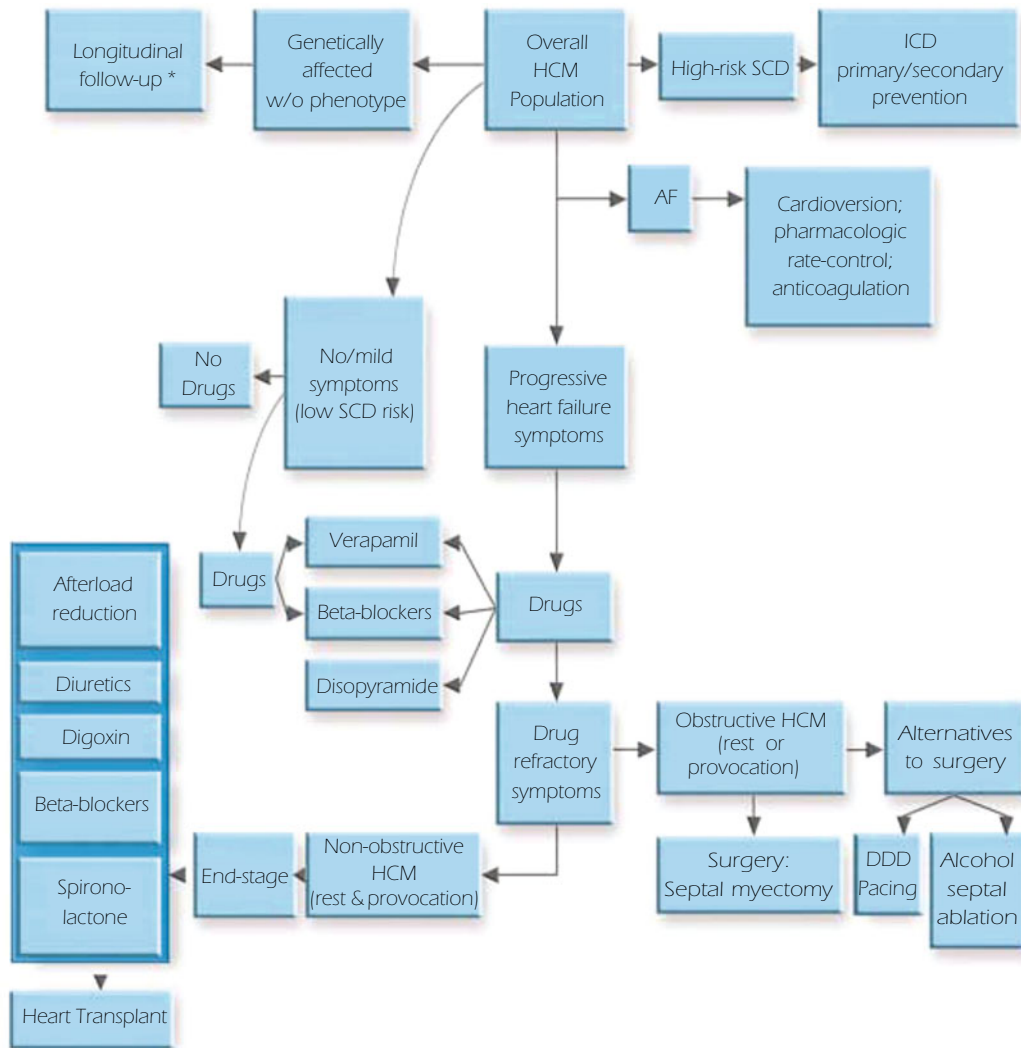 Longitudinal
follow-up *
Genetically
affected
w/o phenotype
Overall
HCM
Population
High-risk SCD
ICD
primary/secondary
prevention
AF
Cardioversion;
pharmacologic
rate-control;
anticoagulation
No
Drugs
No/mild
symptoms
(low SCD risk)
Progressive
heart failure
symptoms
Drugs
Verapamil
Beta-blockers
Disopyramide
Drugs
Afterload
reduction
Diuretics
Digoxin
Beta-blockers
Spirono-
lactone
Drug
refractory
symptoms
Obstructive HCM
(rest or
provocation)
Alternatives
to surgery
End-stage
Non-obstructive
HCM
(rest & provocation)
Surgery:
Septal myectomy
DDD
Pacing
Alcohol
septal
ablation
Heart Transplant